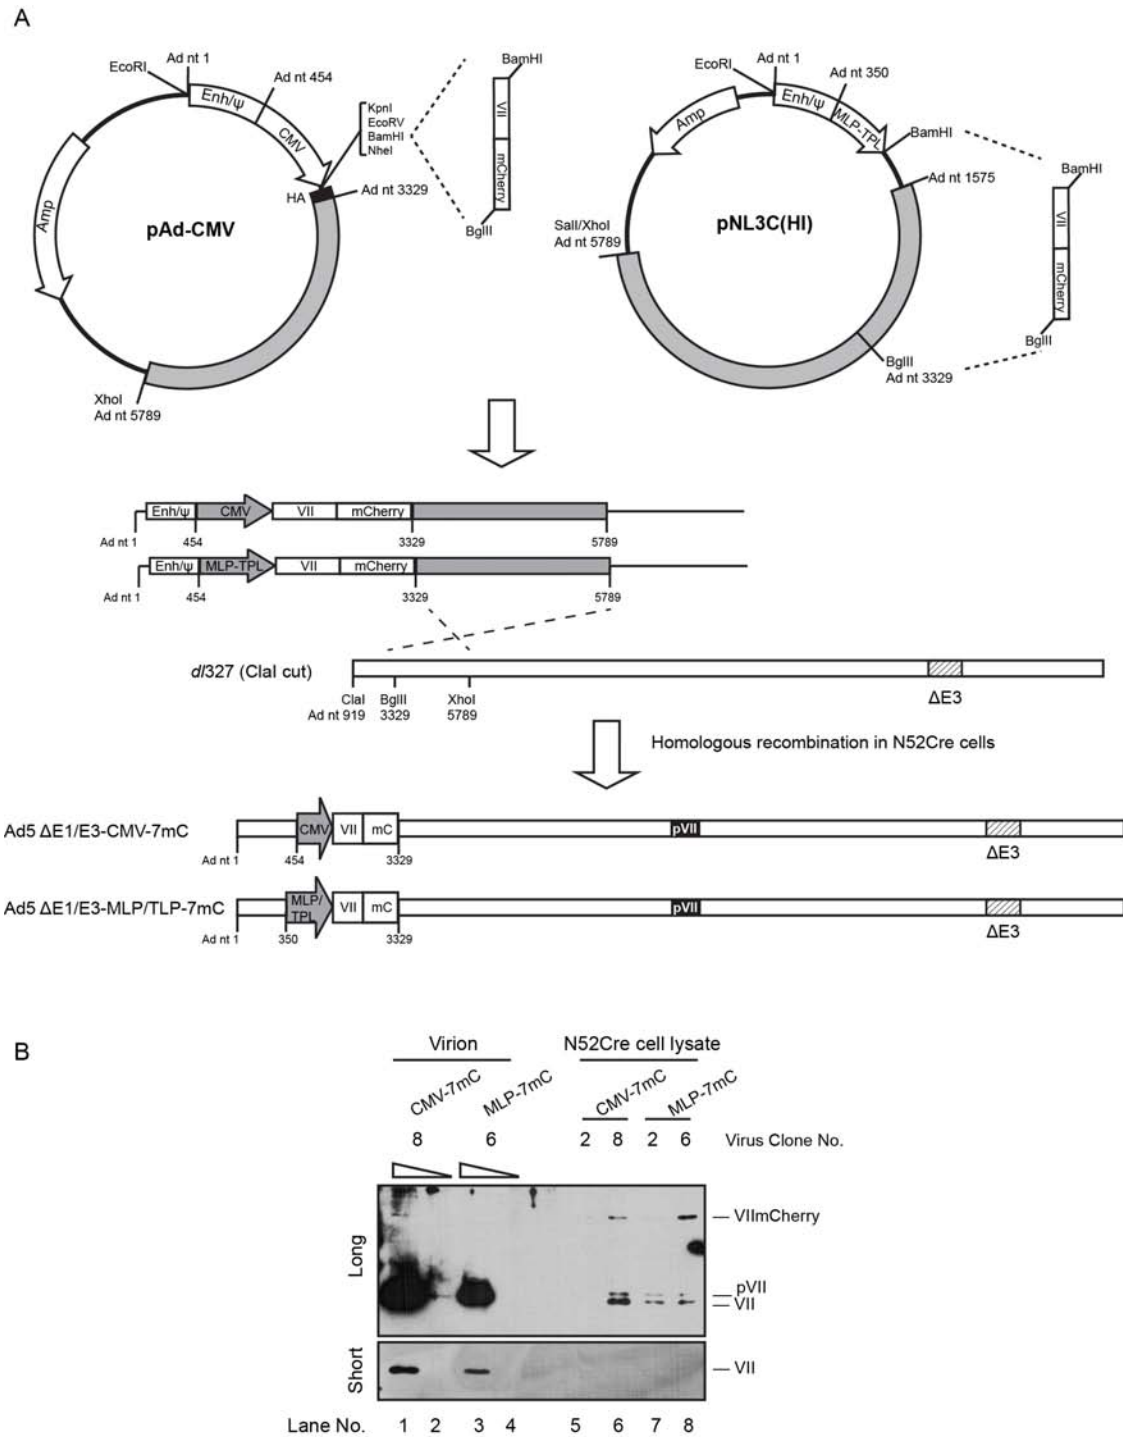 A
EcoRI
Ad nt 1
Enh/ψ
Ad nt 454
CMV
KpnI
EcoRV
BamHI
NheI
HA
Ad nt 3329
Amp
pAd-CMV
XhoI
Ad nt 5789
BamHI
VII
mCherry
BglII
EcoRI
Ad nt 1
Enh/ψ
Ad nt 350
MLP-TPL
BamHI
Ad nt 1575
Amp
pNL3C(HI)
SalI/XhoI
Ad nt 5789
BglII
Ad nt 3329
BamHI
VII
mCherry
BglII
Enh/ψ CMV VII mCherry
Ad nt 1 454 3329 5789
Enh/ψ MLP-TPL VII mCherry
Ad nt 1 454 3329 5789
dl327 (ClaI cut)
ClaI BglII XhoI
Ad nt 919 3329 5789
ΔE3
Homologous recombination in N52Cre cells
Ad5 ΔE1/E3-CMV-7mC CMV VII mC pVII
Ad nt 1 454 3329 ΔE3
Ad5 ΔE1/E3-MLP/TLP-7mC MLP/
TPL VII mC pVII
Ad nt 1 350 3329 ΔE3
B
Virion N52Cre cell lysate
CMV-7mC MLP-7mC CMV-7mC MLP-7mC
8 6 2 8 2 6 Virus Clone No.
Long
VIImCherry
pVII
VII
Short
VII
Lane No. 1 2 3 4 5 6 7 8